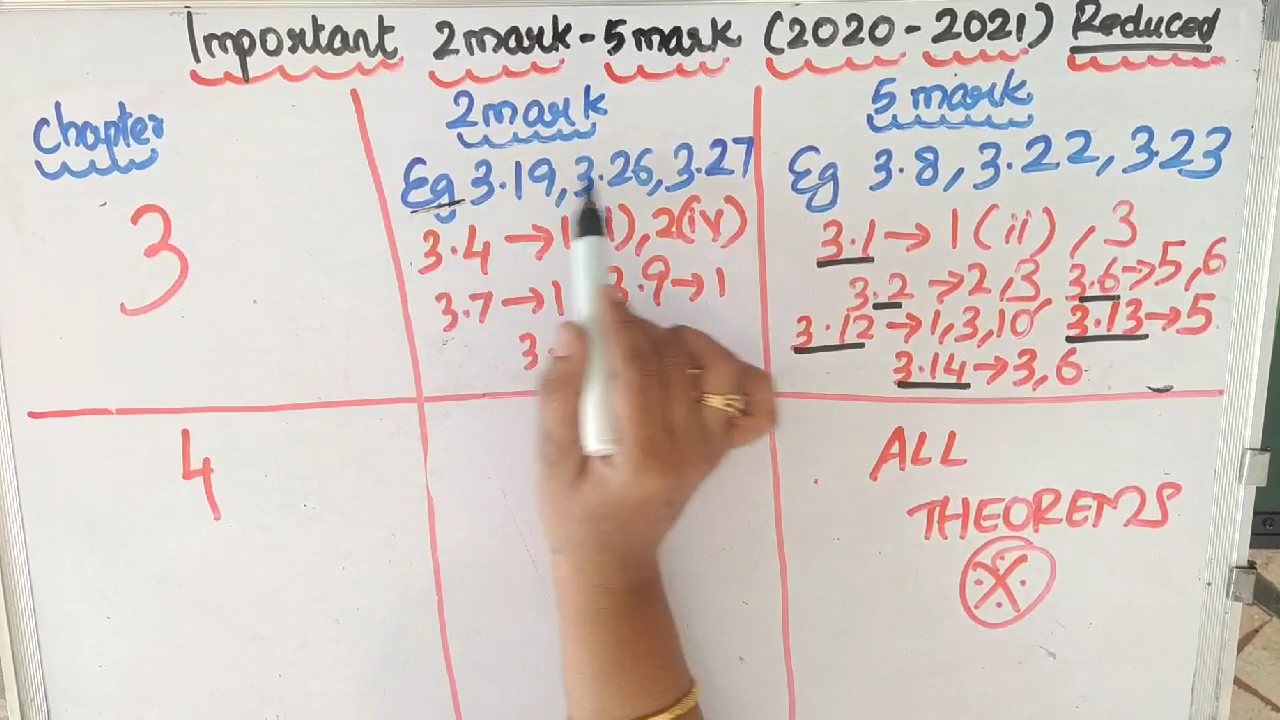 Important 2mark-5mark (2020-2021) Reduced
Chapter 2mark 5 mark
3
Eg 3.19, 3.26, 3.27
3.4 → 2(iv)
3.7 → 1 3.9 → 1
Eg 3.8, 3.22, 3.23
3.1 → 1(ii), 3
3.2 → 2,3, 3.6 → 5,6
3.12 → 1,3,10 3.13 → 5
3.14 → 3,6
4
ALL
THEOREMS